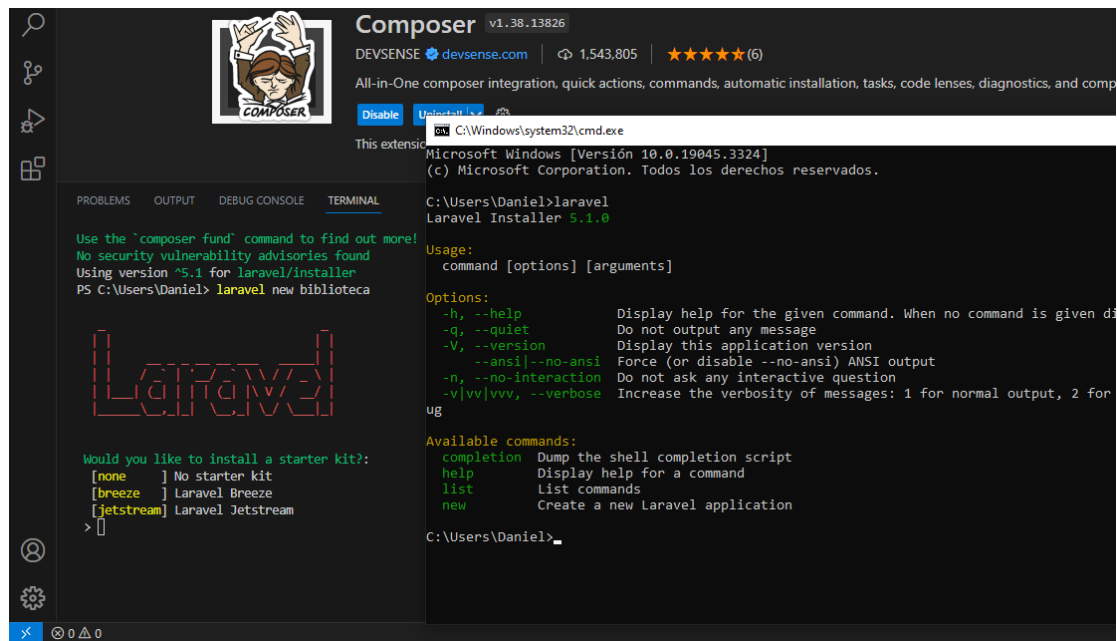 Composer v1.38.13826
DEVSENSE devsense.com 1,543,805 (6)
All-in-One composer integration, quick actions, commands, automatic installation, tasks, code lenses, diagnostics, and comp
Disable Uninstall
This extensio
COMPOSER
PROBLEMS OUTPUT DEBUG CONSOLE TERMINAL
Use the `composer fund` command to find out more!
No security vulnerability advisories found
Using version ^5.1 for laravel/installer
PS C:\Users\Daniel> laravel new biblioteca
Laravel
Would you like to install a starter kit?:
[none     ] No starter kit
[breeze   ] Laravel Breeze
[jetstream] Laravel Jetstream
>
C:\Windows\system32\cmd.exe
Microsoft Windows [Versión 10.0.19045.3324]
(c) Microsoft Corporation. Todos los derechos reservados.
C:\Users\Daniel>laravel
Laravel Installer 5.1.0
Usage:
command [options] [arguments]
Options:
-h, --help Display help for the given command. When no command is given di
-q, --quiet Do not output any message
-V, --version Display this application version
--ansi|--no-ansi Force (or disable --no-ansi) ANSI output
-n, --no-interaction Do not ask any interactive question
-v|vv|vvv, --verbose Increase the verbosity of messages: 1 for normal output, 2 for
ug
Available commands:
completion Dump the shell completion script
help Display help for a command
list List commands
new Create a new Laravel application
C:\Users\Daniel>
0 0